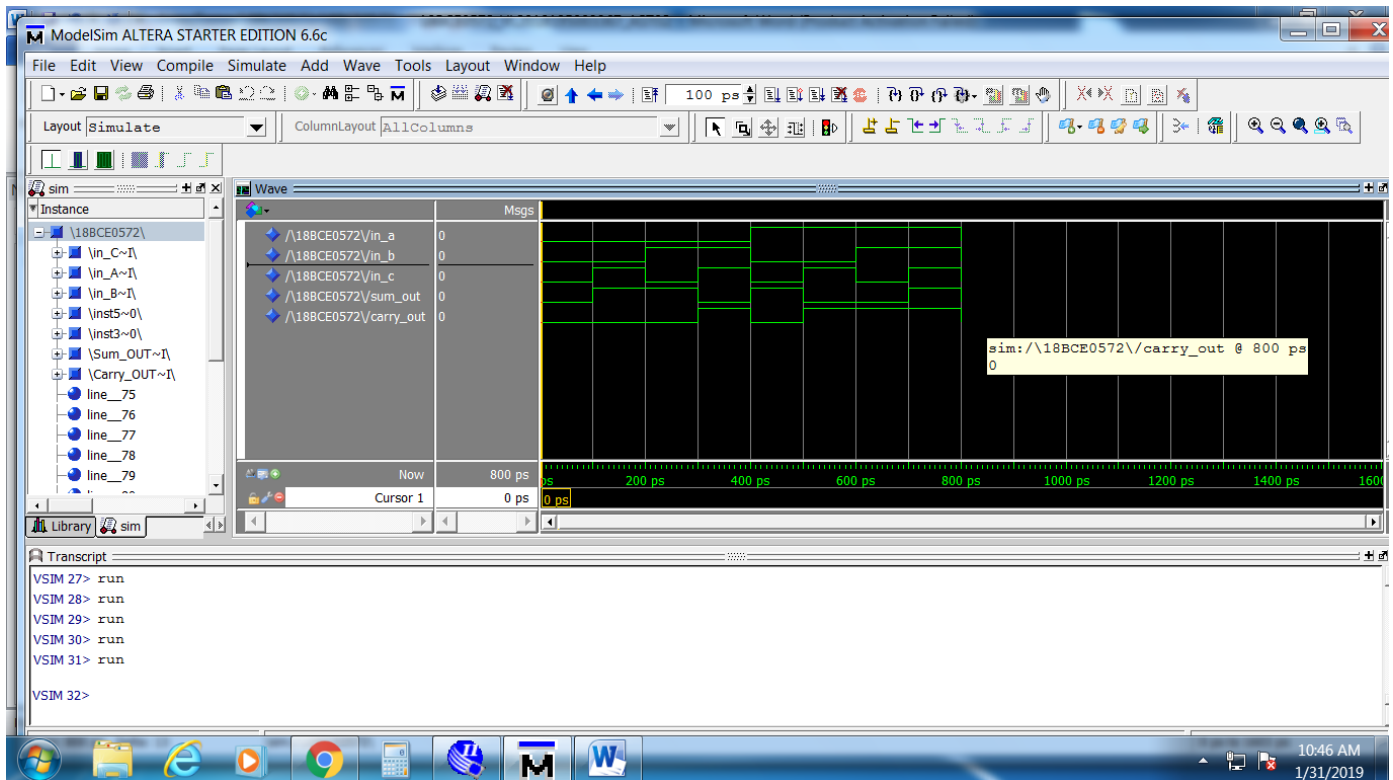 ModelSim ALTERA STARTER EDITION 6.6c
File Edit View Compile Simulate Add Wave Tools Layout Window Help
100 ps
Layout Simulate ColumnLayout AllColumns
sim
Wave
Instance
Msgs
\18BCE0572\
\in_C~I\
\in_A~I\
\in_B~I\
\inst5~0\
\inst3~0\
\Sum_OUT~I\
\Carry_OUT~I\
line__75
line__76
line__77
line__78
line__79
/\18BCE0572\/in_a 0
/\18BCE0572\/in_b 0
/\18BCE0572\/in_c 0
/\18BCE0572\/sum_out 0
/\18BCE0572\/carry_out 0
sim:/\18BCE0572\/carry_out @ 800 ps
0
Now 800 ps
ps 200 ps 400 ps 600 ps 800 ps 1000 ps 1200 ps 1400 ps 1600
Cursor 1 0 ps 0 ps
Library sim
Transcript
VSIM 27> run
VSIM 28> run
VSIM 29> run
VSIM 30> run
VSIM 31> run
VSIM 32>
10:46 AM
1/31/2019